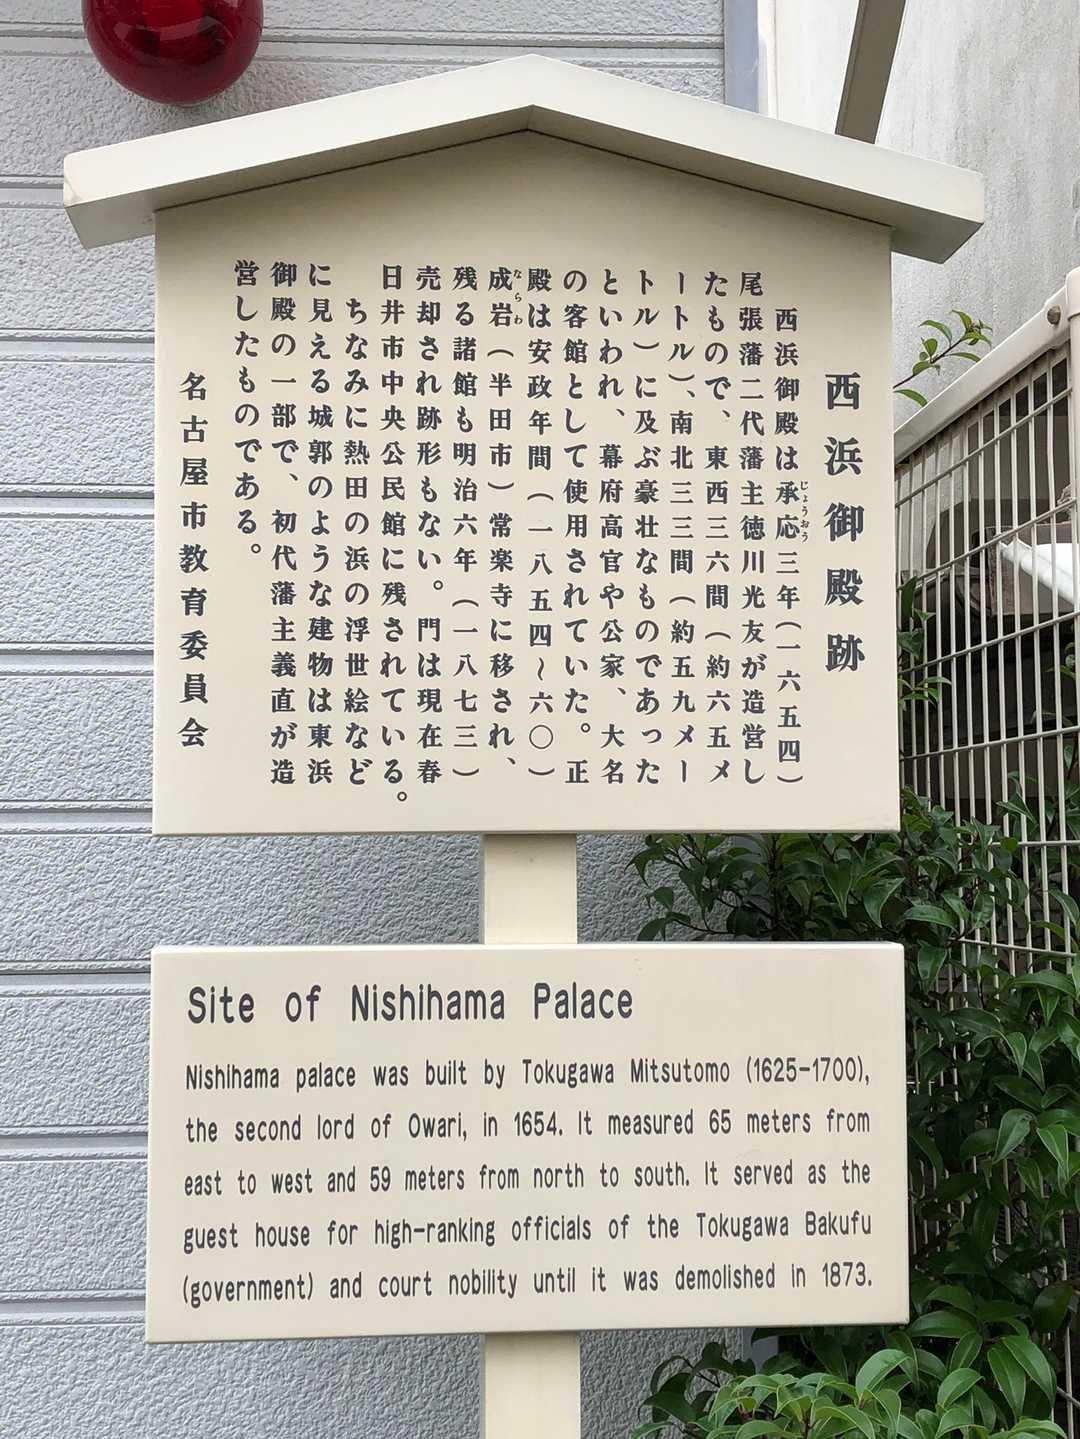 西浜御殿跡
西浜御殿は承応三年（一六五四）
じょうおう
尾張藩二代藩主徳川光友が造営し
たもので、東西三六間（約六五メ
ートル）、南北三三間（約五九メー
トル）に及ぶ豪壮なものであった
といわれ、幕府高官や公家、大名
の客館として使用されていた。正
殿は安政年間（一八五四〜六〇）
成岩（半田市）常楽寺に移され、
ならわ
残る諸館も明治六年（一八七三）
売却され跡形もない。門は現在春
日井市中央公民館に残されている。
ちなみに熱田の浜の浮世絵など
に見える城郭のような建物は東浜
御殿の一部で、初代藩主義直が造
営したものである。
名古屋市教育委員会
Site of Nishihama Palace
Nishihama palace was built by Tokugawa Mitsutomo (1625-1700),
the second lord of Owari, in 1654. It measured 65 meters from
east to west and 59 meters from north to south. It served as the
guest house for high-ranking officials of the Tokugawa Bakufu
(government) and court nobility until it was demolished in 1873.